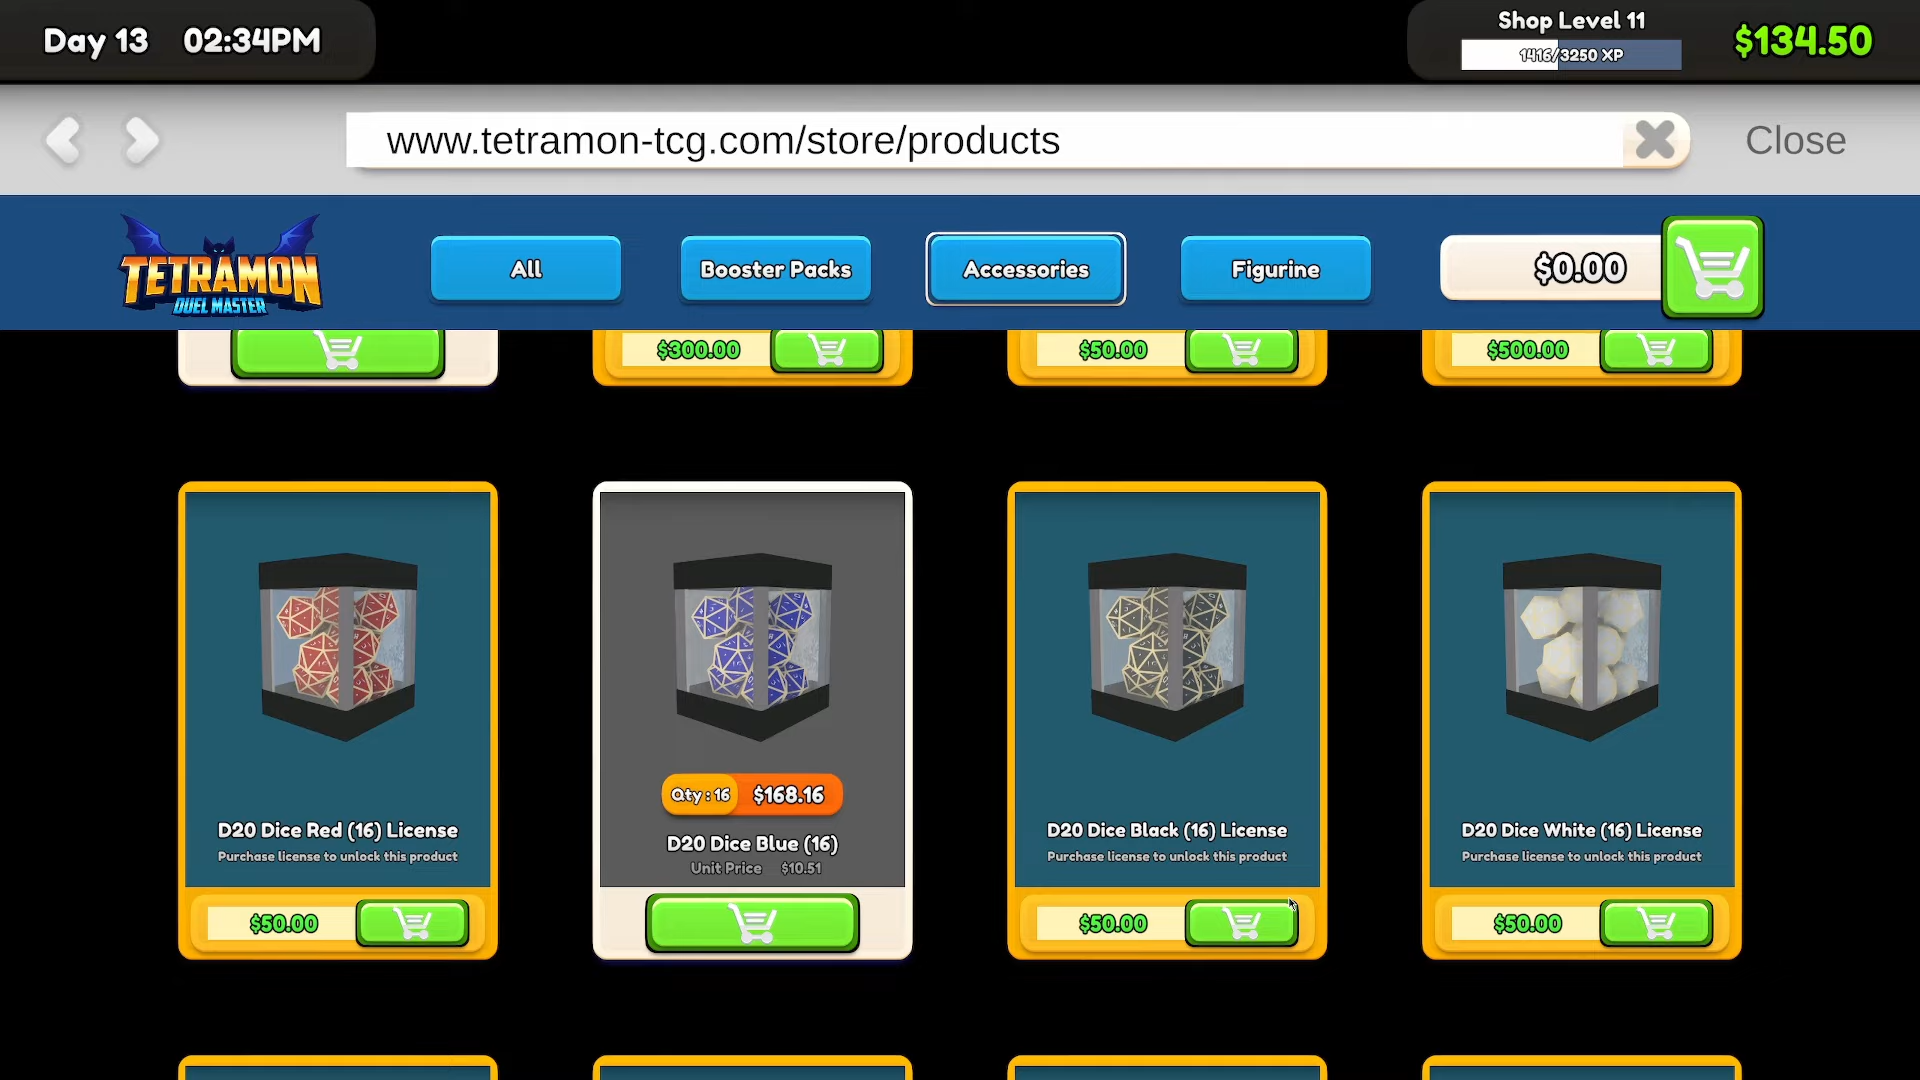 Day 13 02:34PM
Shop Level 11
1416/3250 XP
$134.50
www.tetramon-tcg.com/store/products
Close
TETRAMON
DUEL MASTER
All
Booster Packs
Accessories
Figurine
$0.00
$300.00
$50.00
$500.00
D20 Dice Red (16) License
Purchase license to unlock this product
$50.00
Qty : 16 $168.16
D20 Dice Blue (16)
Unit Price $10.51
D20 Dice Black (16) License
Purchase license to unlock this product
$50.00
D20 Dice White (16) License
Purchase license to unlock this product
$50.00